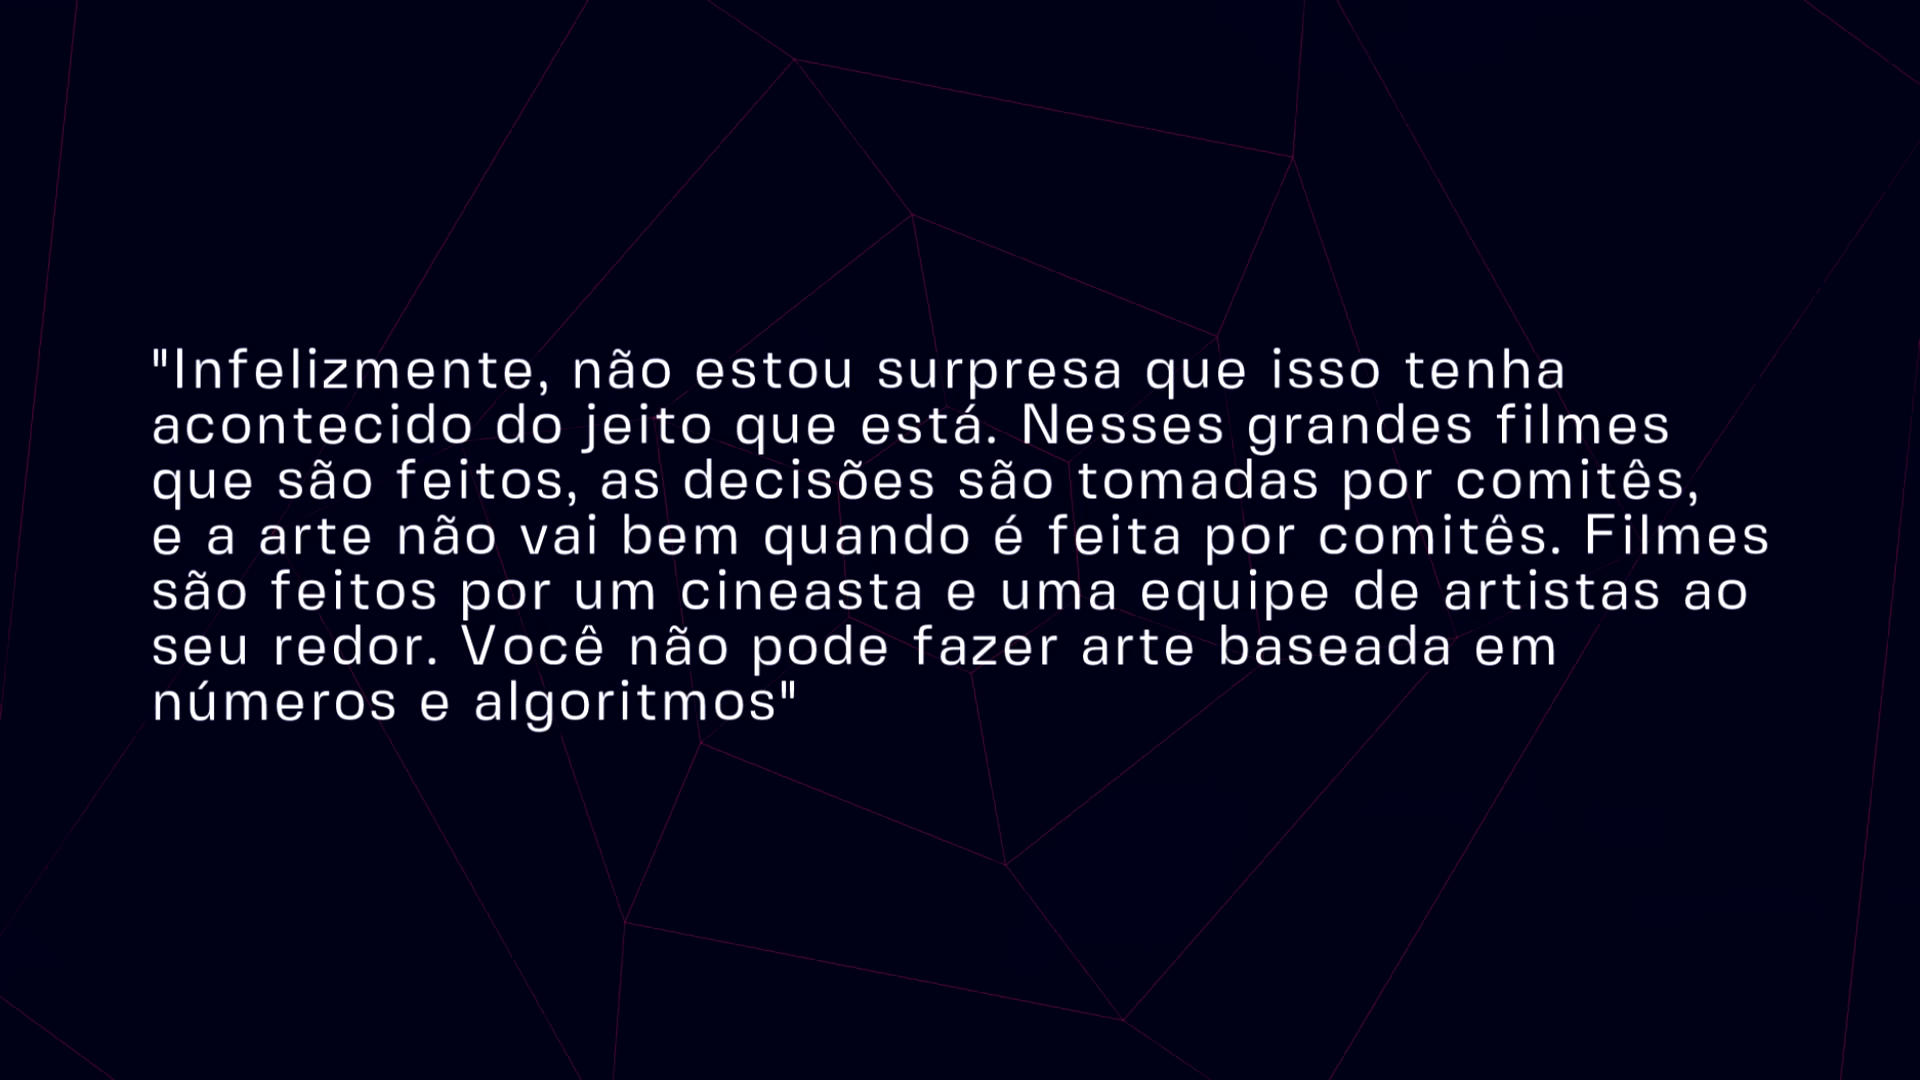 "Infelizmente, não estou surpresa que isso tenha
acontecido do jeito que está. Nesses grandes filmes
que são feitos, as decisões são tomadas por comitês,
e a arte não vai bem quando é feita por comitês. Filmes
são feitos por um cineasta e uma equipe de artistas ao
seu redor. Você não pode fazer arte baseada em
números e algoritmos"